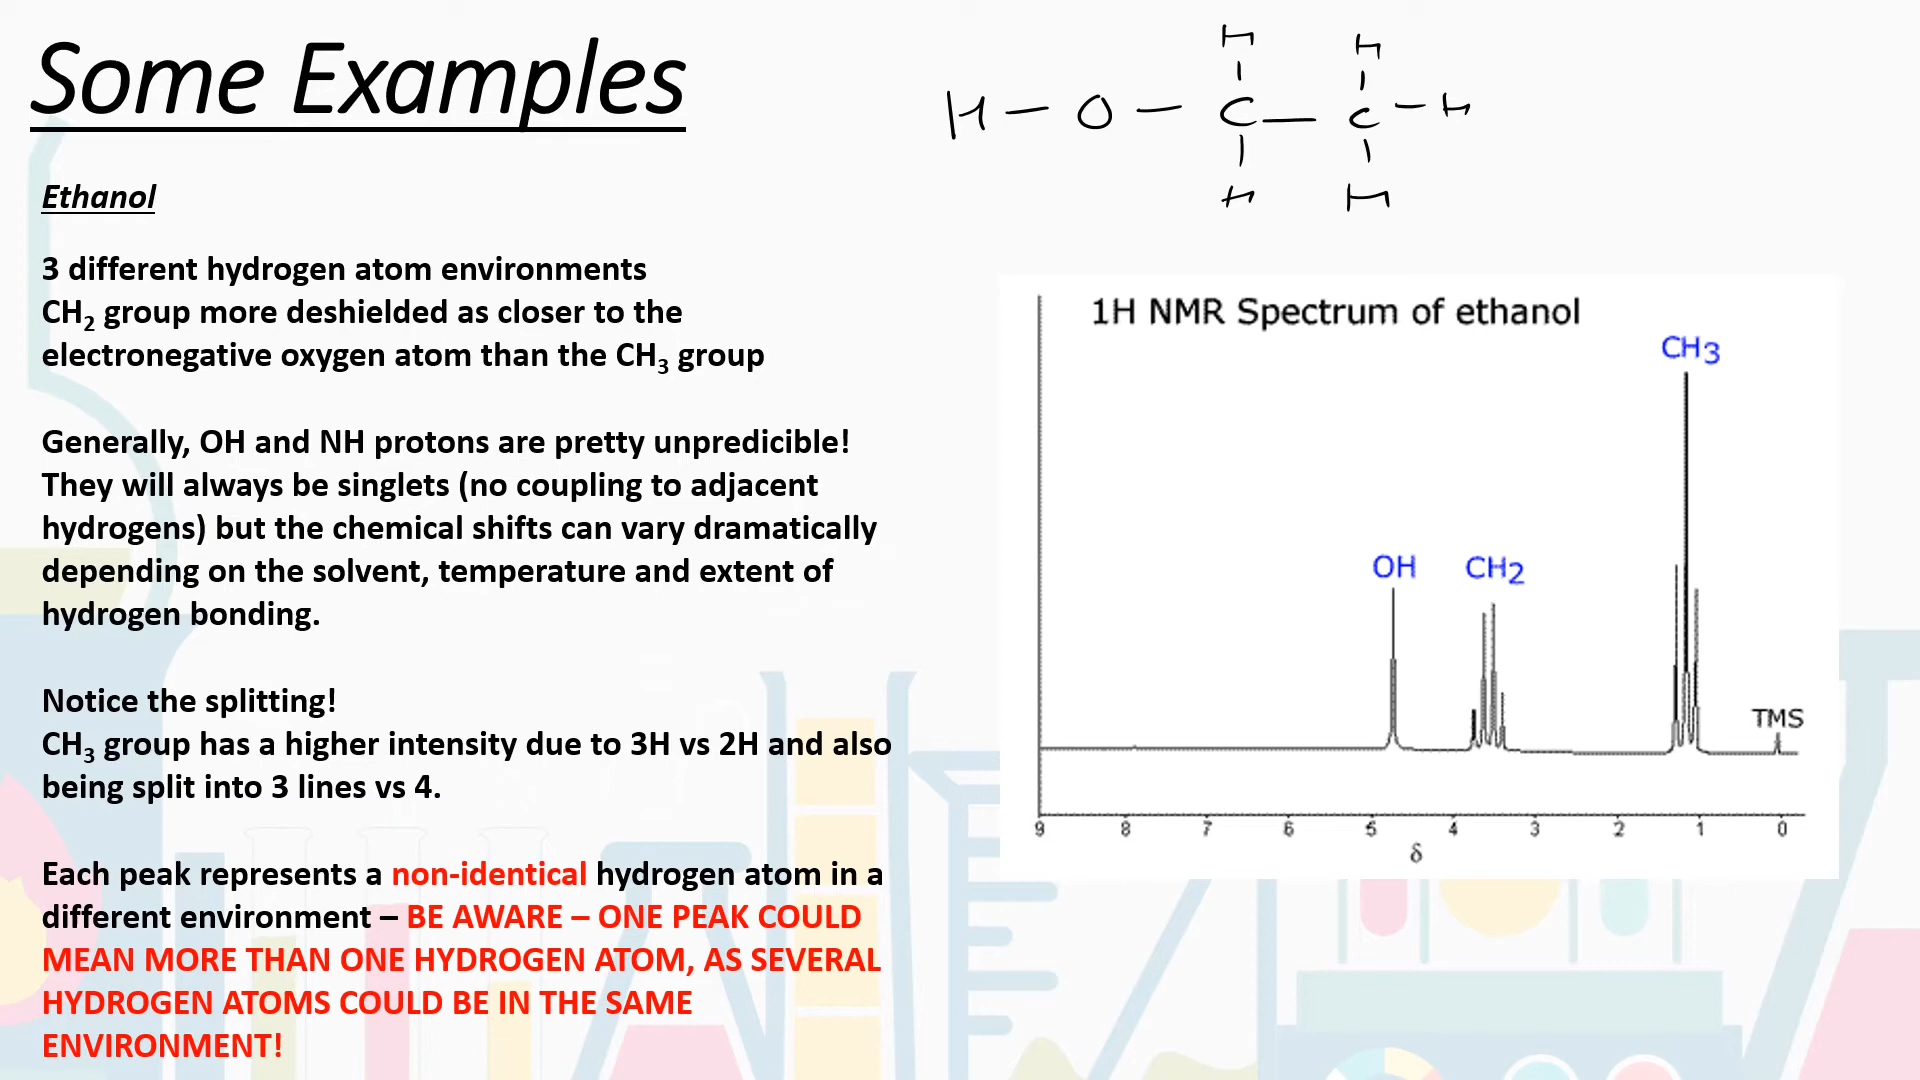 Some Examples
H
H
H - O - C - C - H
H
H
Ethanol
3 different hydrogen atom environments
CH2 group more deshielded as closer to the
electronegative oxygen atom than the CH3 group
Generally, OH and NH protons are pretty unpredicible!
They will always be singlets (no coupling to adjacent
hydrogens) but the chemical shifts can vary dramatically
depending on the solvent, temperature and extent of
hydrogen bonding.
Notice the splitting!
CH3 group has a higher intensity due to 3H vs 2H and also
being split into 3 lines vs 4.
Each peak represents a non-identical hydrogen atom in a
different environment – BE AWARE – ONE PEAK COULD
MEAN MORE THAN ONE HYDROGEN ATOM, AS SEVERAL
HYDROGEN ATOMS COULD BE IN THE SAME
ENVIRONMENT!
1H NMR Spectrum of ethanol
CH3
OH
CH2
TMS
9 8 7 6 5 4 3 2 1 0
δ